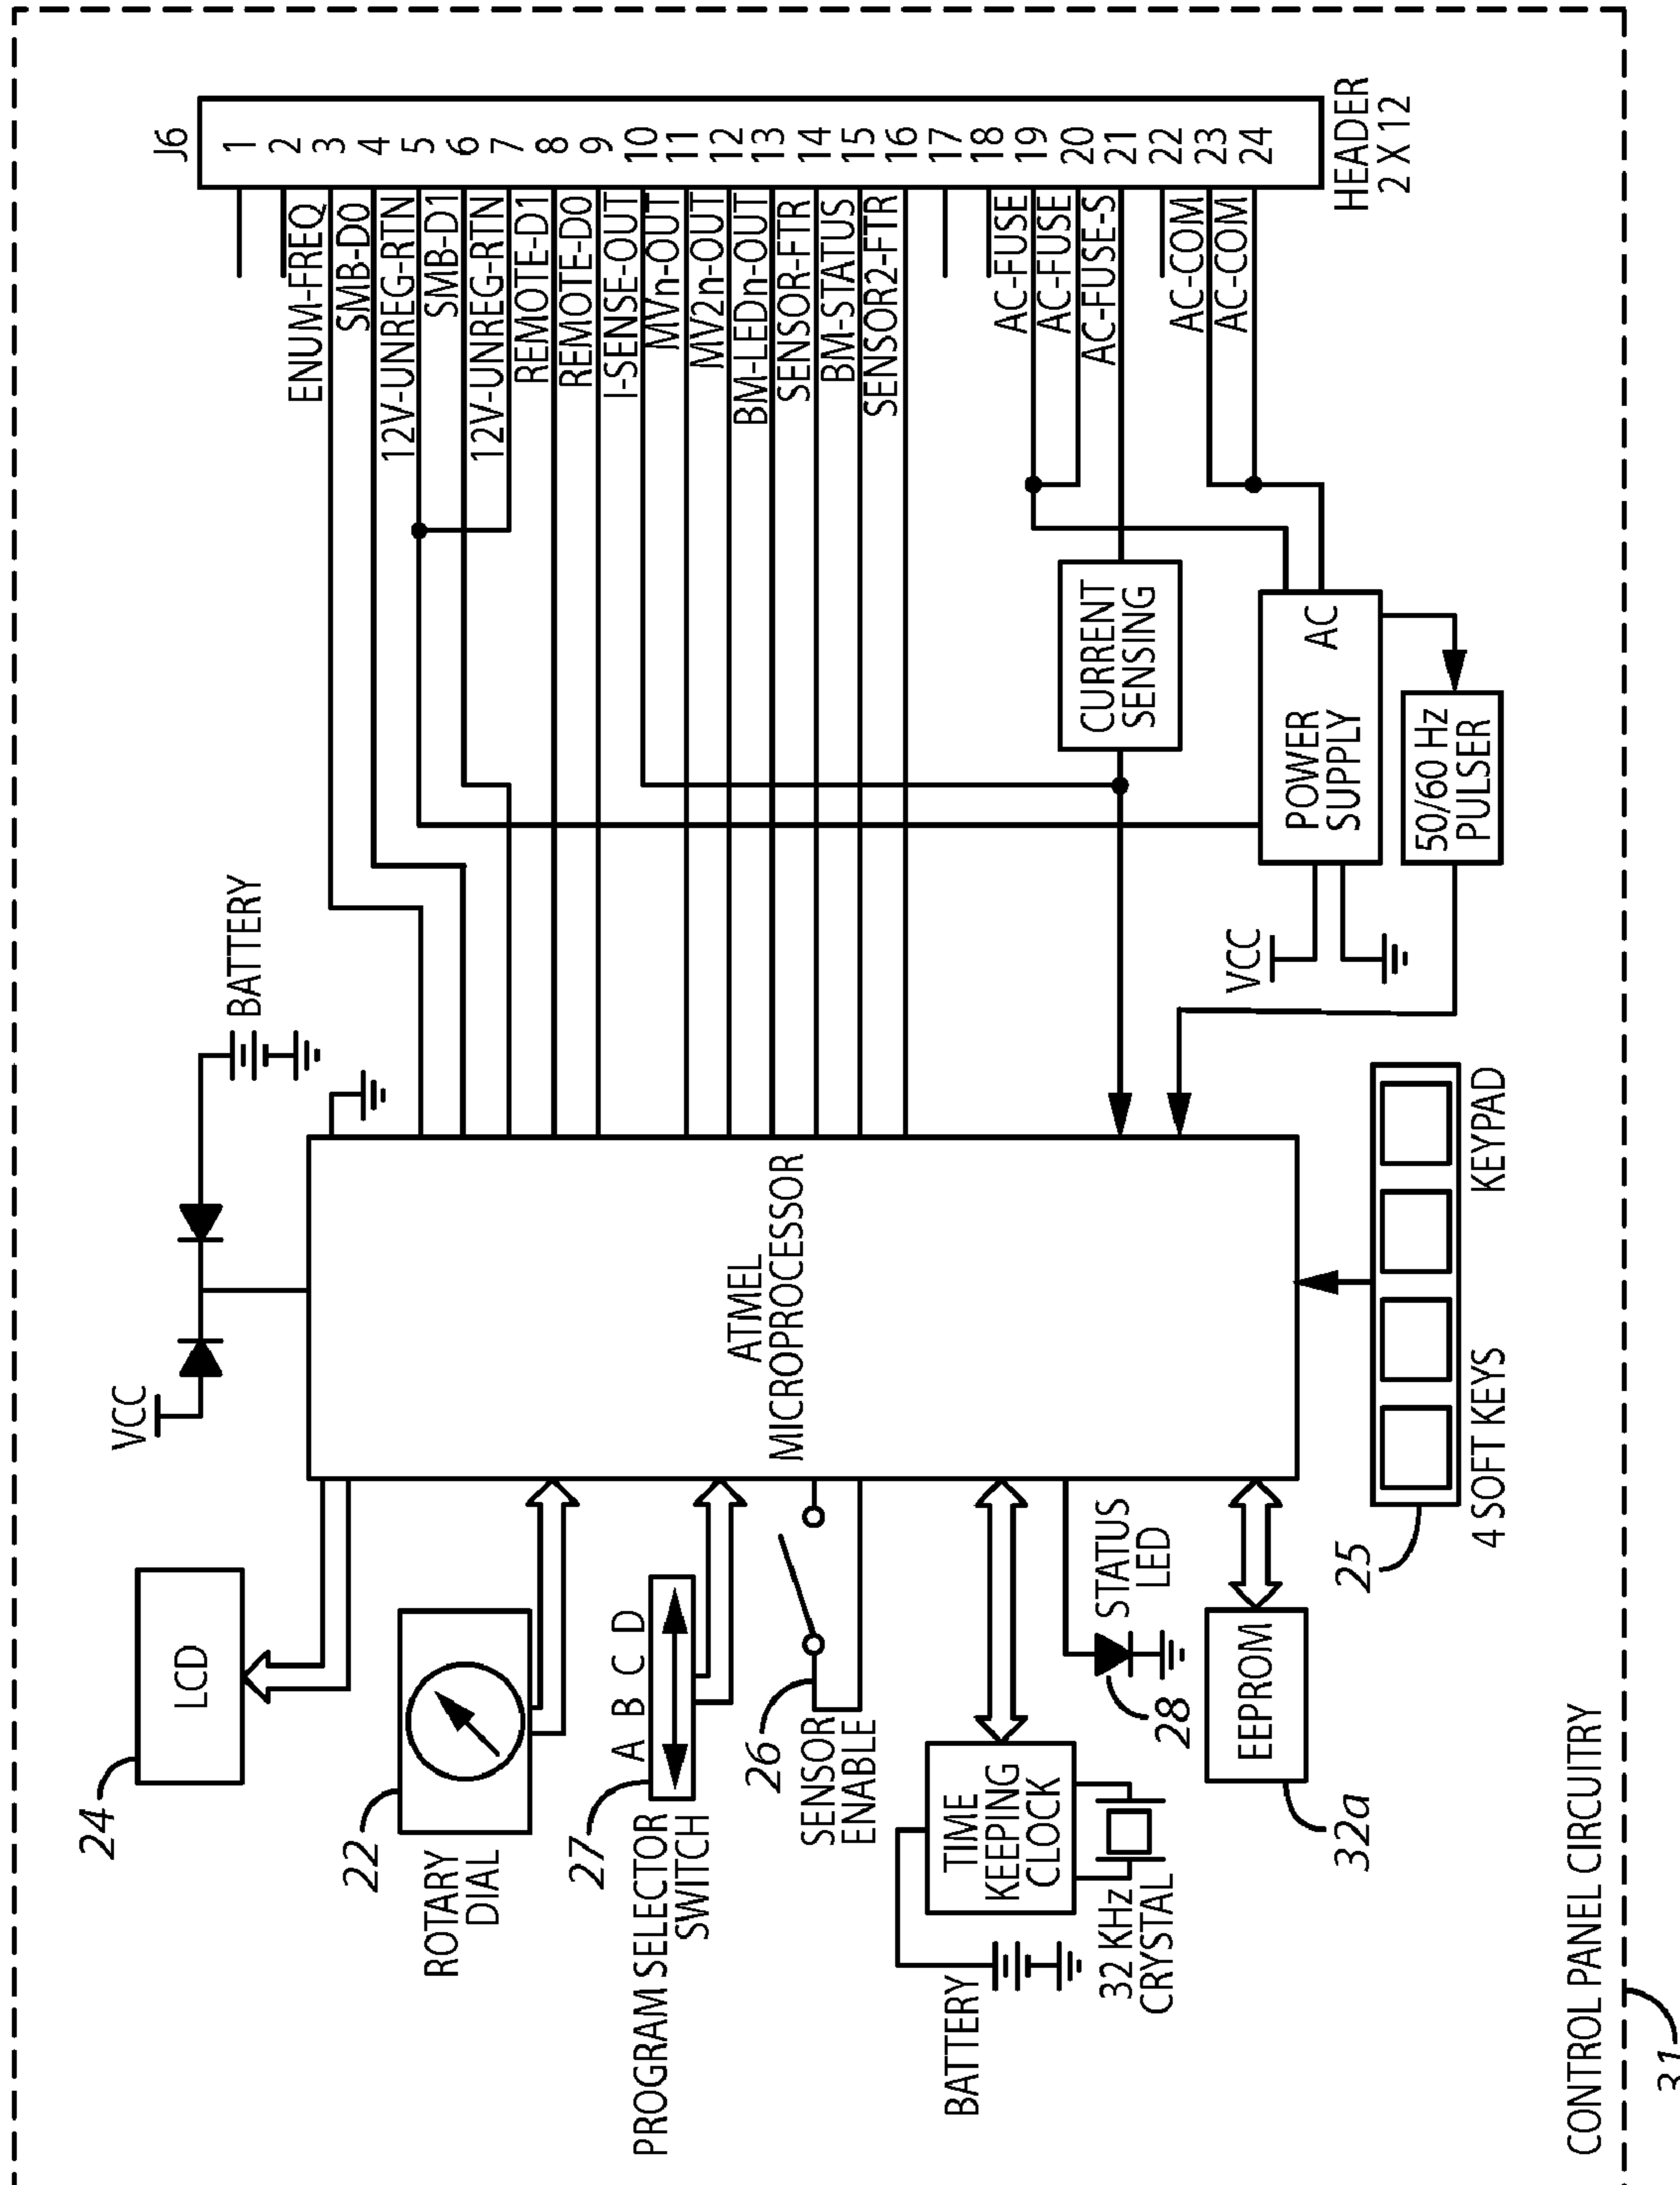 24
LCD
22
ROTARY
DIAL
27
PROGRAM SELECTOR
SWITCH
A B C D
26
SENSOR
ENABLE
BATTERY
TIME
KEEPING
CLOCK
32 KHz
CRYSTAL
28
STATUS
LED
32a
EEPROM
25
4 SOFT KEYS
KEYPAD
VCC
BATTERY
ATMEL
MICROPROCESSOR
VCC
POWER
SUPPLY
AC
50/60 Hz
PULSER
CURRENT
SENSING
J6
1
2
ENUM-FREQ 3
SMB-D0 4
12V-UNREG-RTN 5
SMB-D1 6
12V-UNREG-RTN 7
REMOTE-D1 8
REMOTE-D0 9
I-SENSE-OUT 10
MVn-OUT 11
MV2n-OUT 12
BM-LEDn-OUT 13
SENSOR-FTR 14
BM-STATUS 15
SENSOR2-FTR 16
17
18
AC-FUSE 19
AC-FUSE 20
AC-FUSE-S 21
22
AC-COM 23
AC-COM 24
HEADER
2 X 12
CONTROL PANEL CIRCUITRY
31